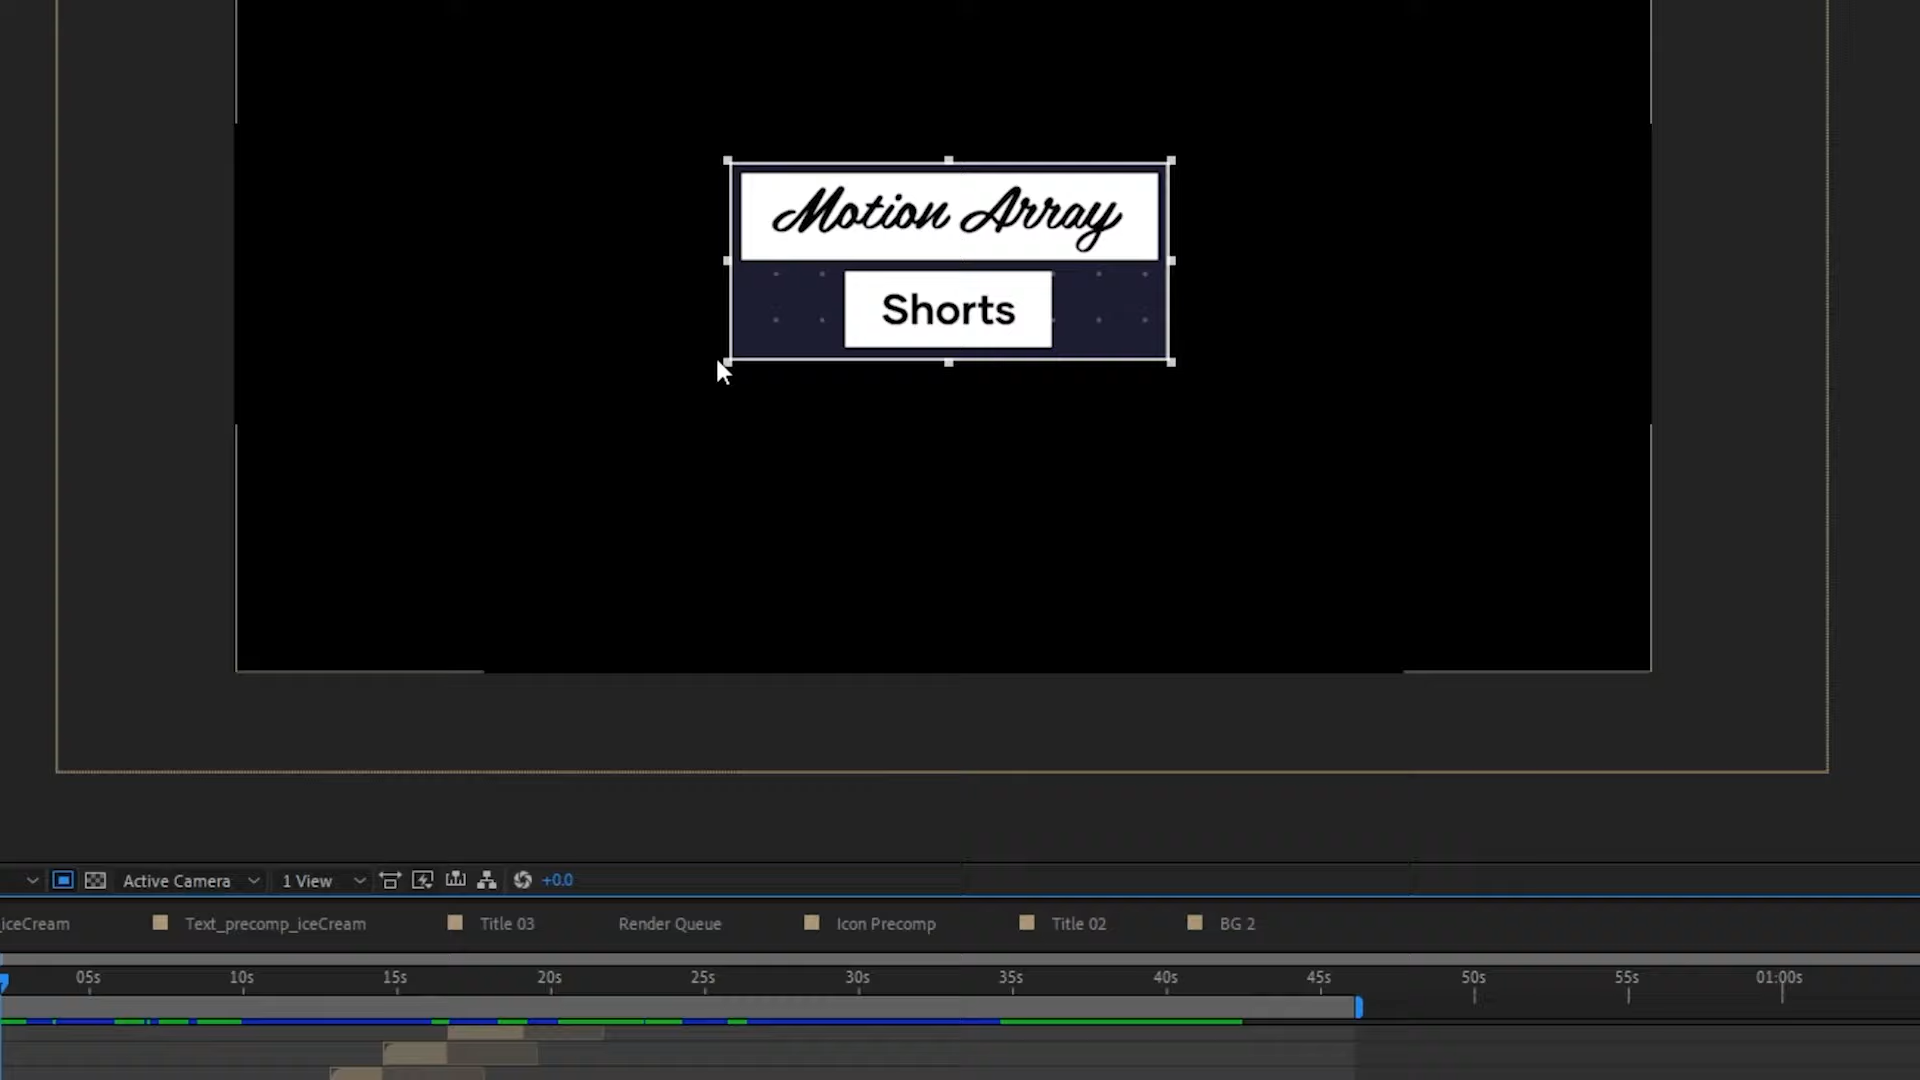 Motion Array
Shorts
Active Camera 1 View +0.0
iceCream Text_precomp_iceCream Title 03 Render Queue Icon Precomp Title 02 BG 2
05s 10s 15s 20s 25s 30s 35s 40s 45s 50s 55s 01:00s